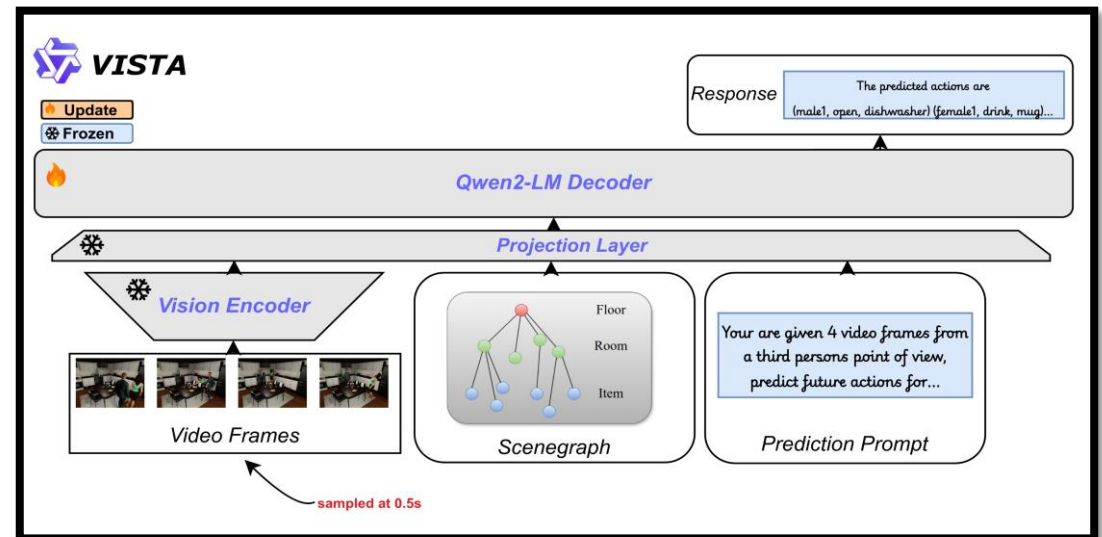 VISTA
Update
Frozen
Response
The predicted actions are
(male1, open, dishwasher) (female1, drink, mug)...
Qwen2-LM Decoder
Projection Layer
Vision Encoder
Video Frames
sampled at 0.5s
Floor
Room
Item
Scenegraph
Your are given 4 video frames from
a third persons point of view,
predict future actions for...
Prediction Prompt